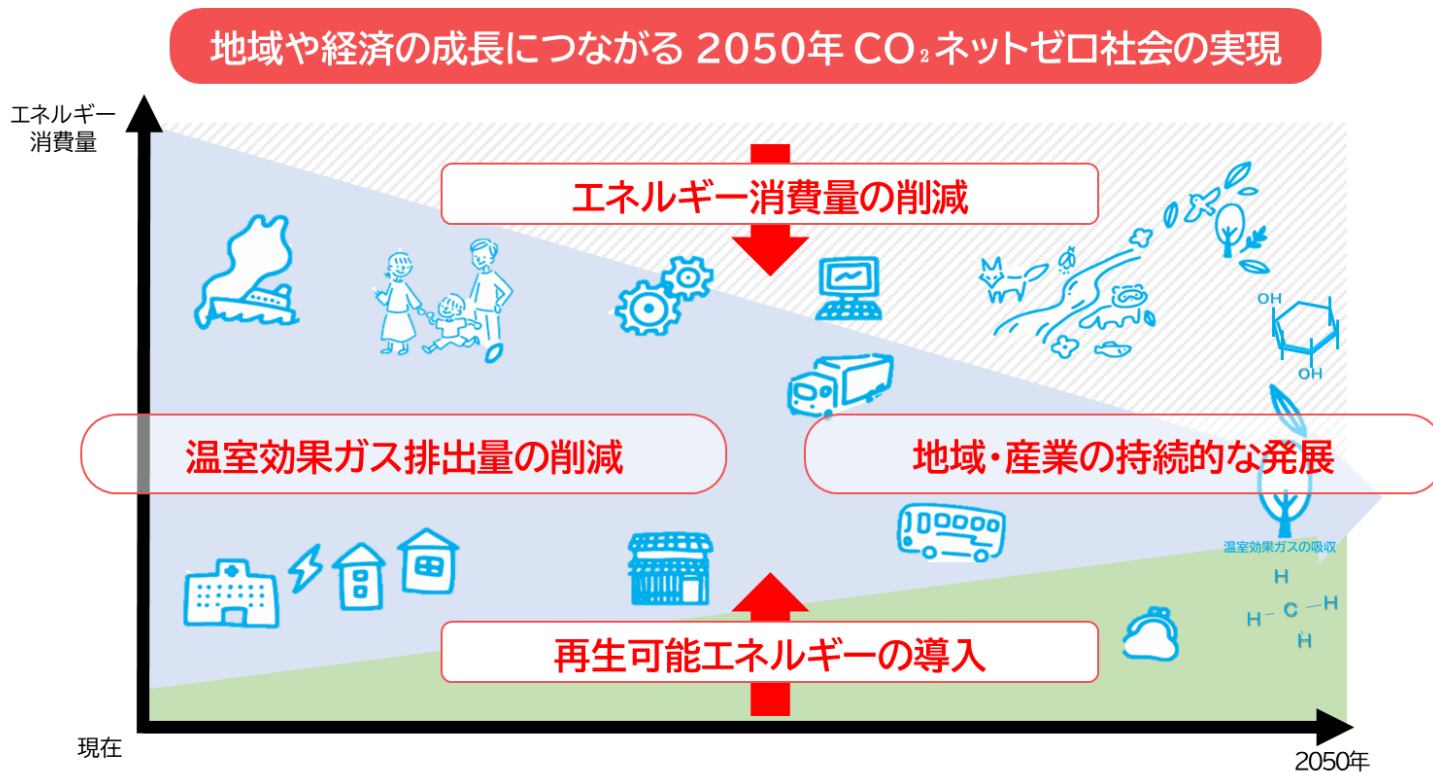 地域や経済の成長につながる 2050年 CO₂ネットゼロ社会の実現
エネルギー
消費量
エネルギー消費量の削減
OH
OH
温室効果ガス排出量の削減
地域・産業の持続的な発展
温室効果ガスの吸収
H
H C H
H
再生可能エネルギーの導入
現在
2050年